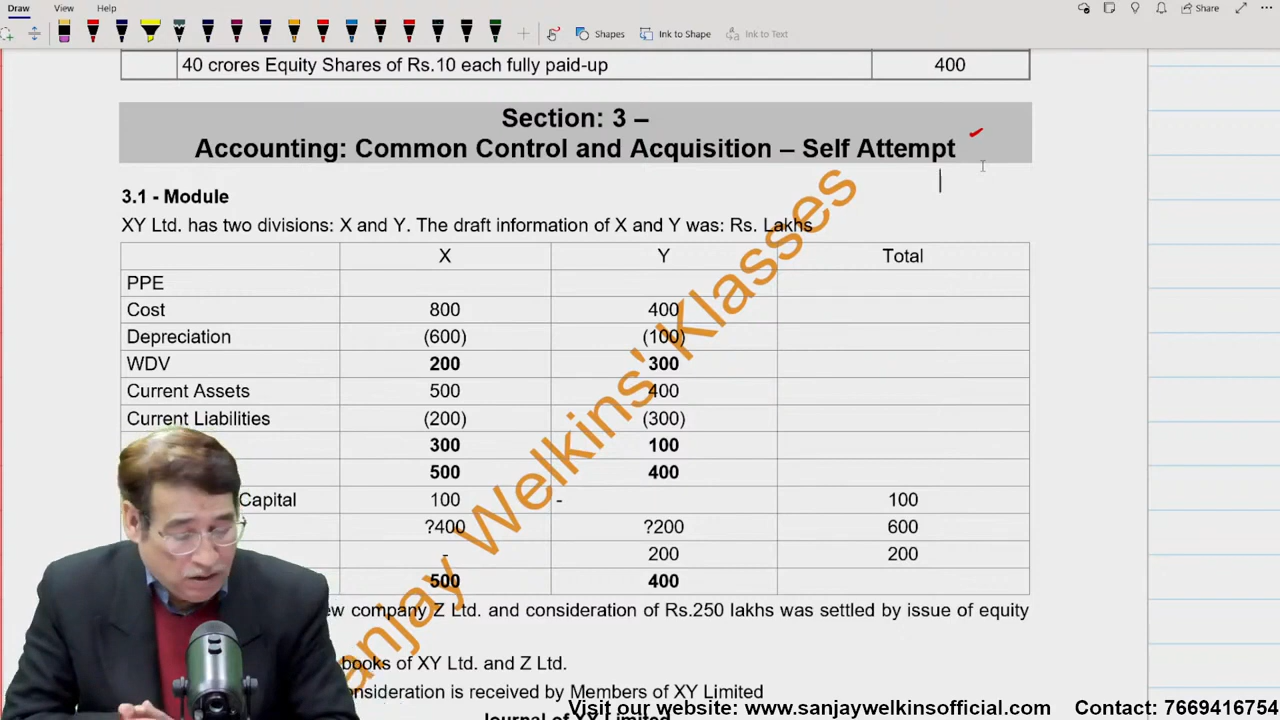 Draw View Help Share
Shapes Ink to Shape Ink to Text
40 crores Equity Shares of Rs.10 each fully paid-up 400
Section: 3 –
Accounting: Common Control and Acquisition – Self Attempt
3.1 - Module
XY Ltd. has two divisions: X and Y. The draft information of X and Y was: Rs. Lakhs
X Y Total
PPE
Cost 800 400
Depreciation (600) (100)
WDV 200 300
Current Assets 500 400
Current Liabilities (200) (300)
300 100
500 400
Capital 100 - 100
?400 ?200 600
- 200 200
500 400
company Z Ltd. and consideration of Rs.250 lakhs was settled by issue of equity
books of XY Ltd. and Z Ltd.
is received by Members of XY Limited
Journal of XY Limited
Sanjay Welkins' Klasses
Visit our website: www.sanjaywelkinsofficial.com Contact: 7669416754